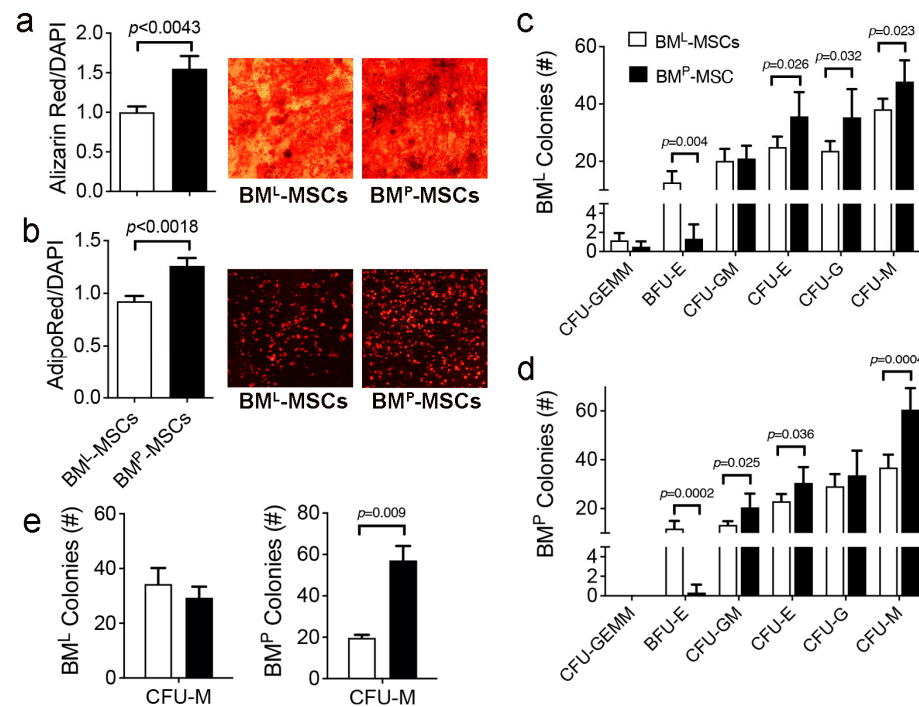 a
p<0.0043
2.0
1.5
1.0
0.5
0.0
Alizarin Red/DAPI
BMᴸ-MSCs
BMᴾ-MSCs
b
p<0.0018
1.5
1.0
0.5
0.0
AdipoRed/DAPI
BMᴸ-MSCs
BMᴾ-MSCs
BMᴸ-MSCs
BMᴾ-MSCs
c
BMᴸ-MSCs
BMᴾ-MSC
p=0.004
p=0.026
p=0.032
p=0.023
60
40
20
6
4
2
0
BMᴸ Colonies (#)
CFU-GEMM
BFU-E
CFU-GM
CFU-E
CFU-G
CFU-M
d
p=0.0002
p=0.025
p=0.036
p=0.0004
60
40
20
4
2
0
BMᴾ Colonies (#)
CFU-GEMM
BFU-E
CFU-GM
CFU-E
CFU-G
CFU-M
e
60
40
20
0
BMᴸ Colonies (#)
CFU-M
p=0.009
80
60
40
20
0
BMᴾ Colonies (#)
CFU-M